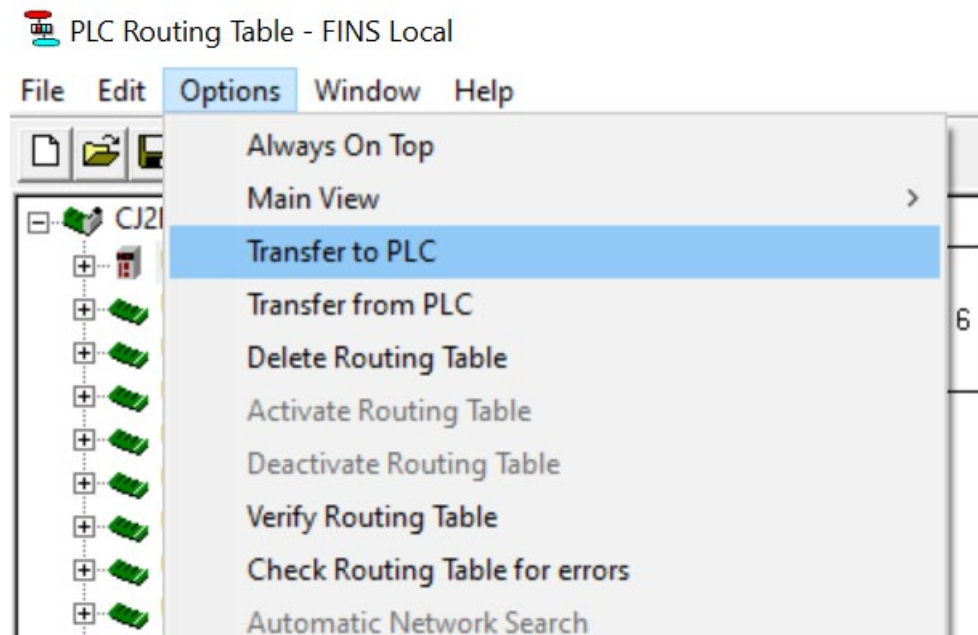 PLC Routing Table - FINS Local
File Edit Options Window Help
Always On Top
Main View
CJ2
Transfer to PLC
Transfer from PLC
6
Delete Routing Table
Activate Routing Table
Deactivate Routing Table
Verify Routing Table
Check Routing Table for errors
Automatic Network Search